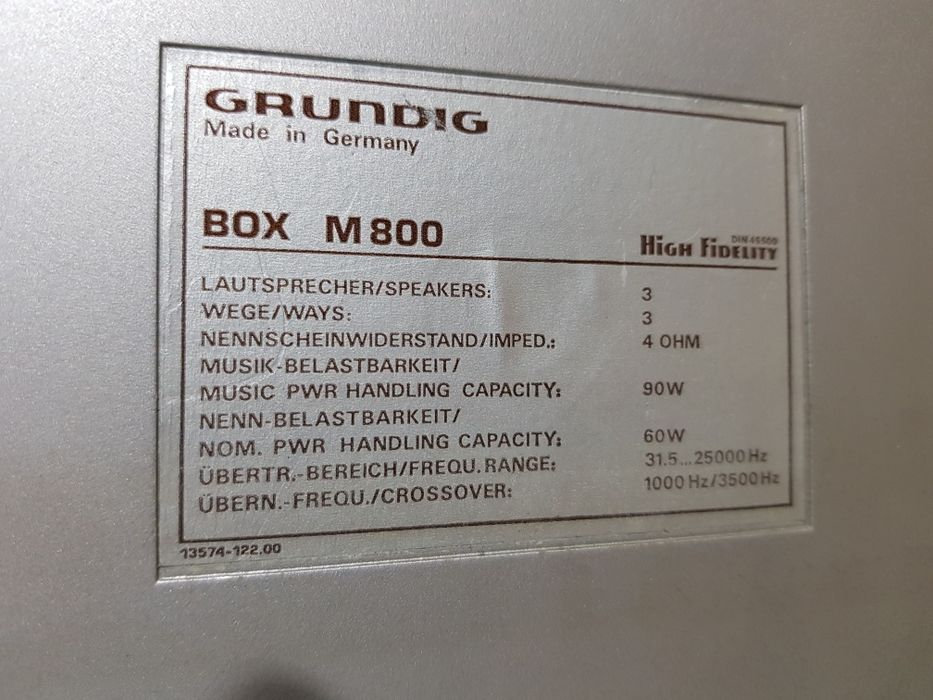 GRUNDIG
Made in Germany
BOX M 800
DIN 45500
HIGH FIDELITY
LAUTSPRECHER/SPEAKERS: 3
WEGE/WAYS: 3
NENNSCHEINWIDERSTAND/IMPED.: 4 OHM
MUSIK-BELASTBARKEIT/
MUSIC PWR HANDLING CAPACITY: 90W
NENN-BELASTBARKEIT/
NOM. PWR HANDLING CAPACITY: 60W
ÜBERTR.-BEREICH/FREQU. RANGE: 31.5...25000 Hz
ÜBERN.-FREQU./CROSSOVER: 1000 Hz/3500 Hz
13574-122.00